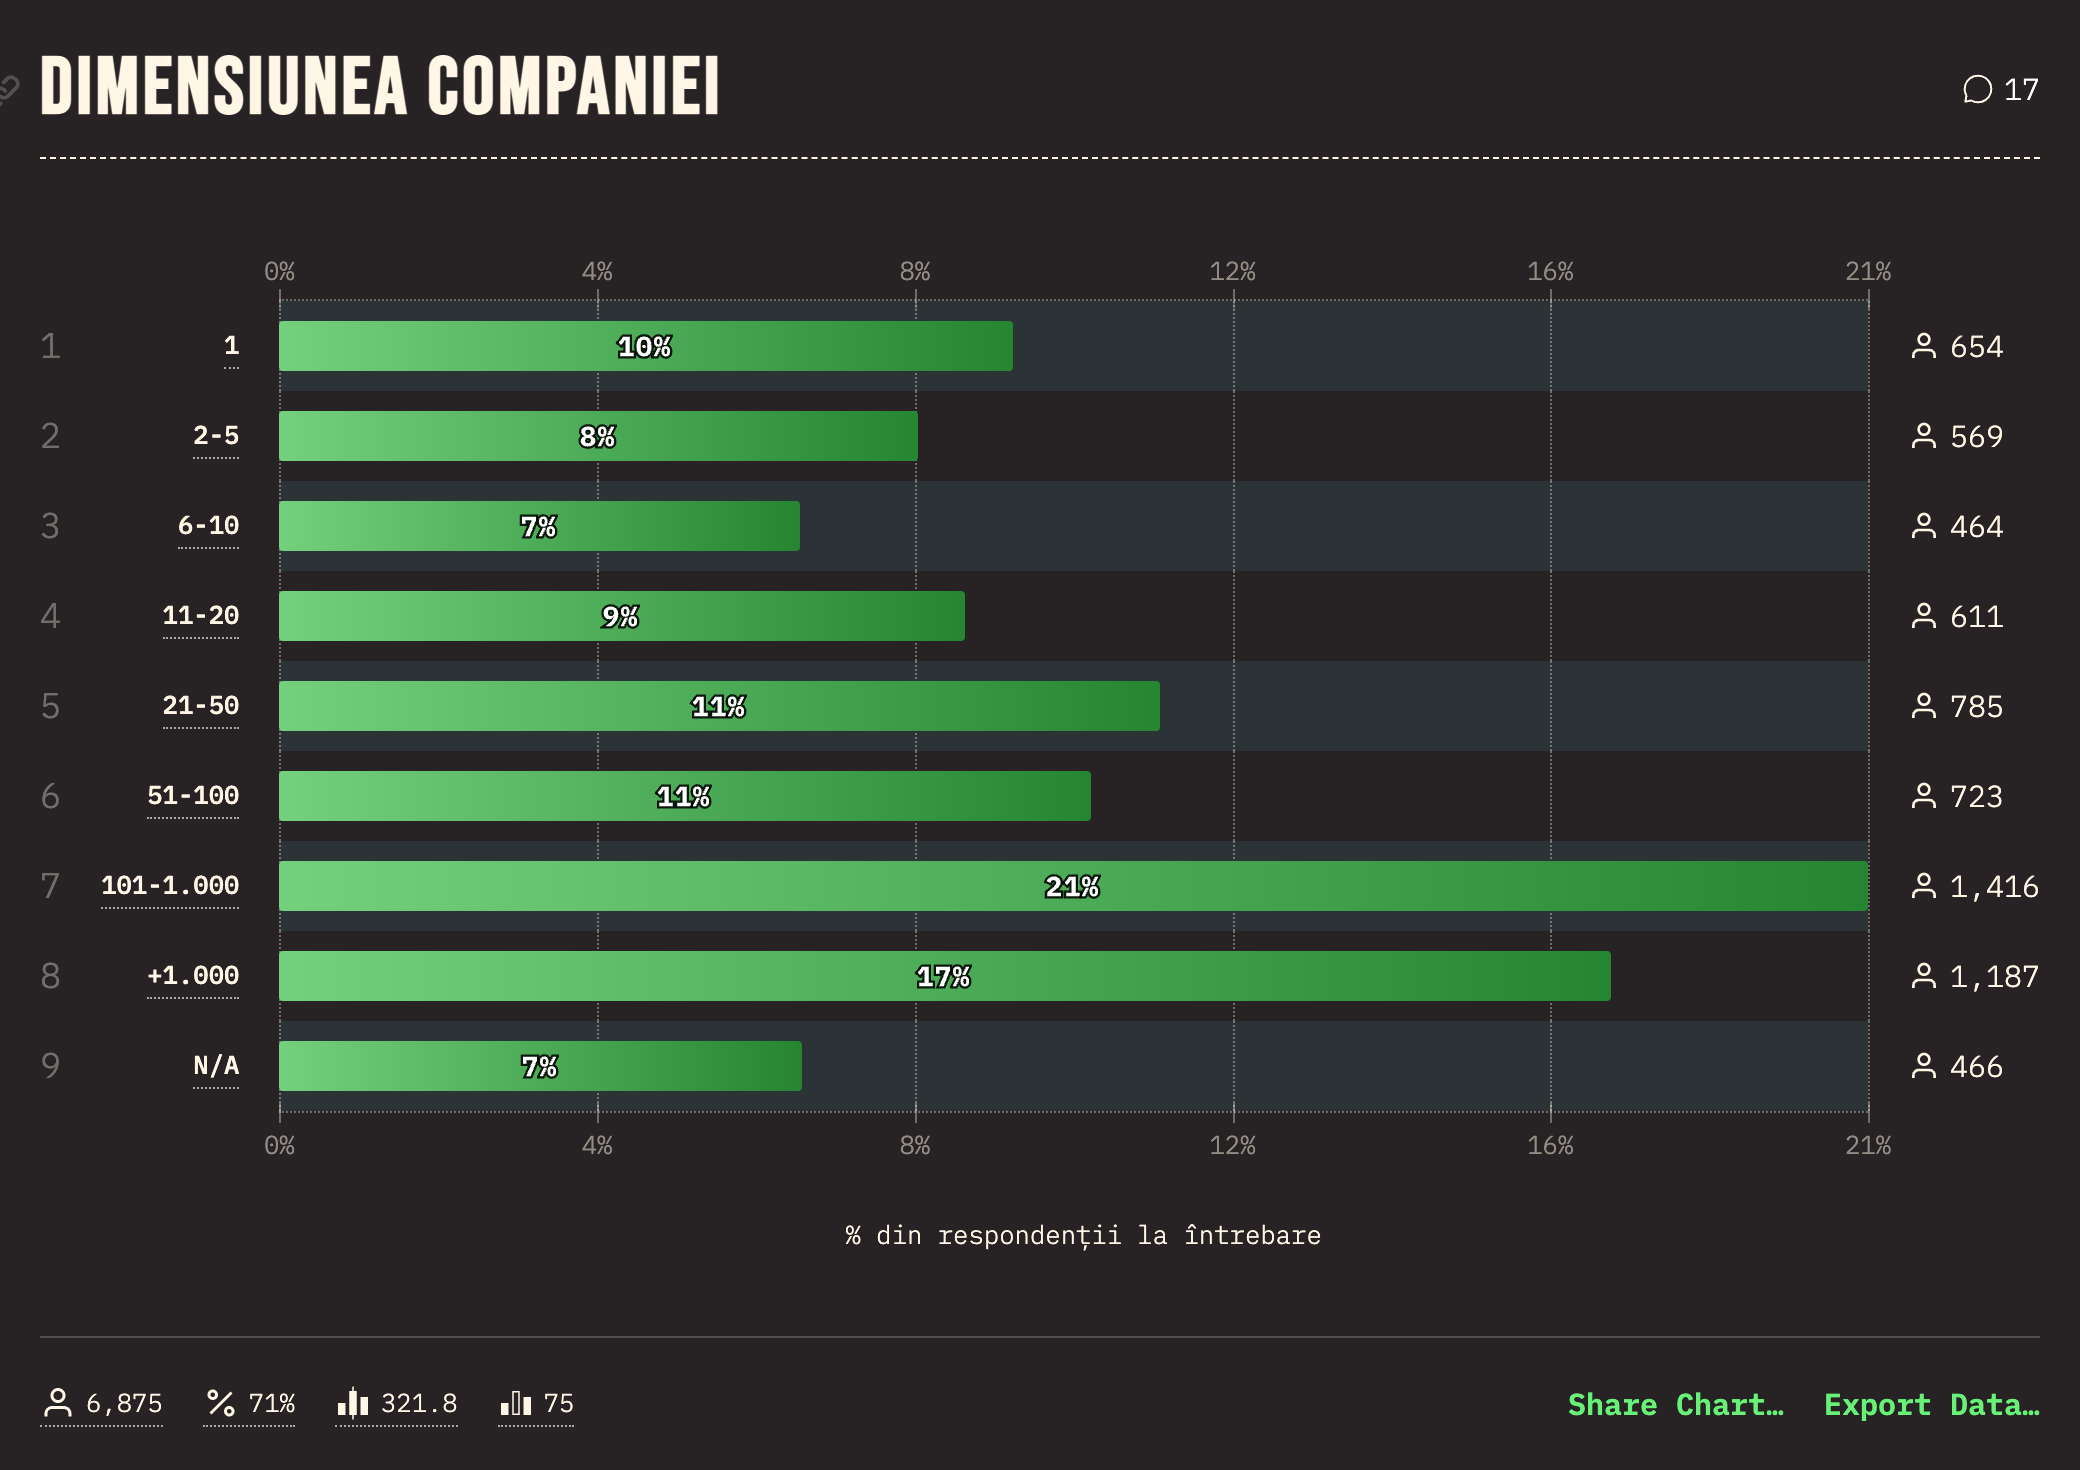 DIMENSIUNEA COMPANIEI
17
0% 4% 8% 12% 16% 21%
1 1 10% 654
2 2-5 8% 569
3 6-10 7% 464
4 11-20 9% 611
5 21-50 11% 785
6 51-100 11% 723
7 101-1.000 21% 1,416
8 +1.000 17% 1,187
9 N/A 7% 466
0% 4% 8% 12% 16% 21%
% din respondenții la întrebare
6,875 71% 321.8 75 Share Chart… Export Data…